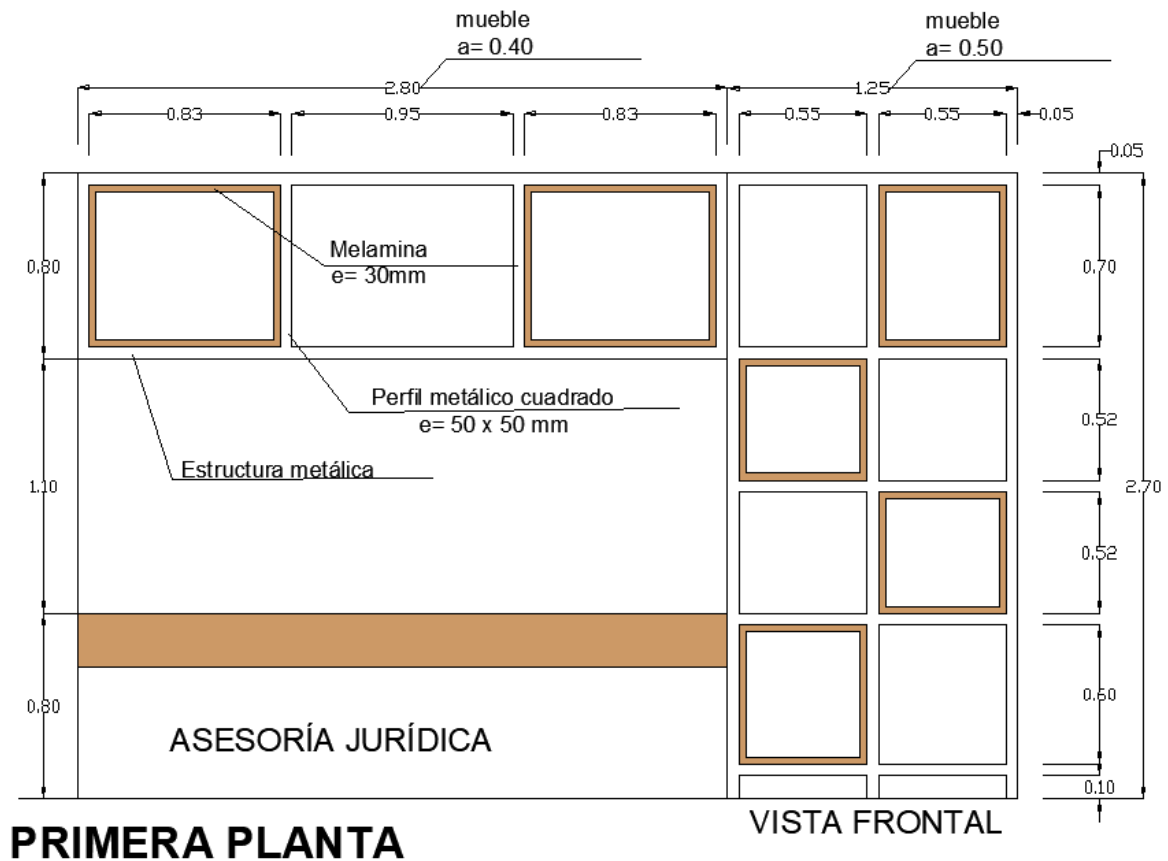 mueble
a= 0.40
mueble
a= 0.50
2.80
1.25
0.83
0.95
0.83
0.55
0.55
0.05
0.05
0.80
Melamina
e= 30mm
0.70
Perfil metálico cuadrado
e= 50 x 50 mm
0.52
Estructura metálica
1.10
2.70
0.52
0.80
0.60
ASESORÍA JURÍDICA
0.10
VISTA FRONTAL
PRIMERA PLANTA